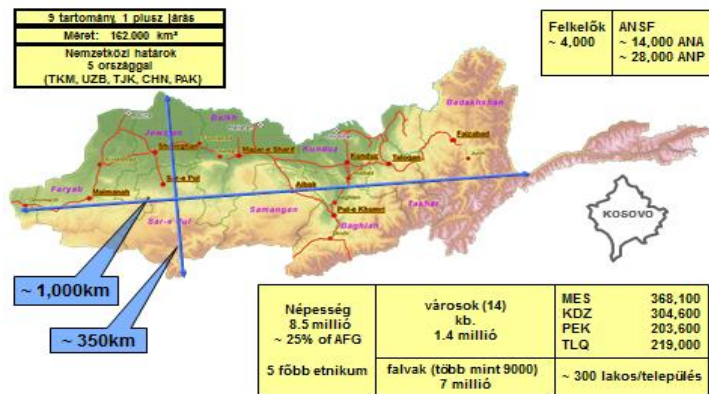 9 tartomány, 1 plusz járás
Méret: 162.000 km²
Nemzetközi határok
5 országgal
(TKM, UZB, TJK, CHN, PAK)
Felkelők
~ 4,000
ANSF
~ 14,000 ANA
~ 28,000 ANP
Badakhshan
Balkh
Jowzjan
Kunduz
Faizabad
Mazar-e Sharif
Kunduz
Taloqan
Sar-e Pul
Aibak
Faryab
Maimanah
Samangan
Takhar
Sar-e Pul
Pul-e Khumri
Baghlan
KOSOVO
~ 1,000km
~ 350km
Népesség
8.5 millió
~ 25% of AFG
5 főbb etnikum
városok (14)
kb.
1.4 millió
falvak (több mint 9000)
7 millió
MES 368,100
KDZ 304,600
PEK 203,600
TLQ 219,000
~ 300 lakos/település